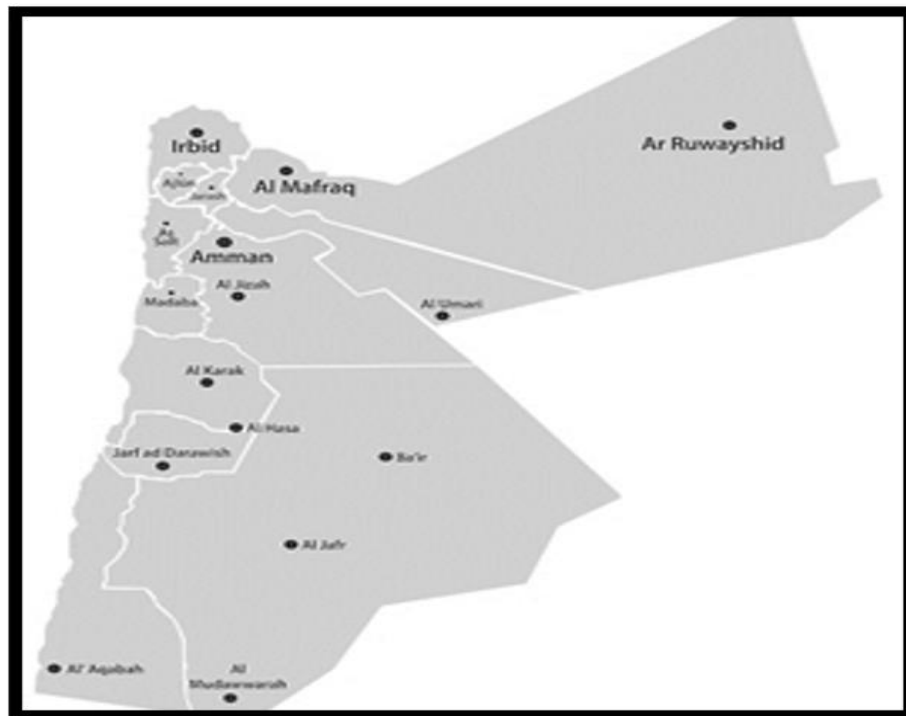 Irbid
Ar Ruwayshid
Ajlun
Jarash
Al Mafraq
As
Salt
Amman
Al Jizah
Madaba
Al Umari
Al Karak
Al Hasa
Jarf ad Darawish
Ba'ir
Al Jafr
Al' Aqabah
Al
Mudawwarah